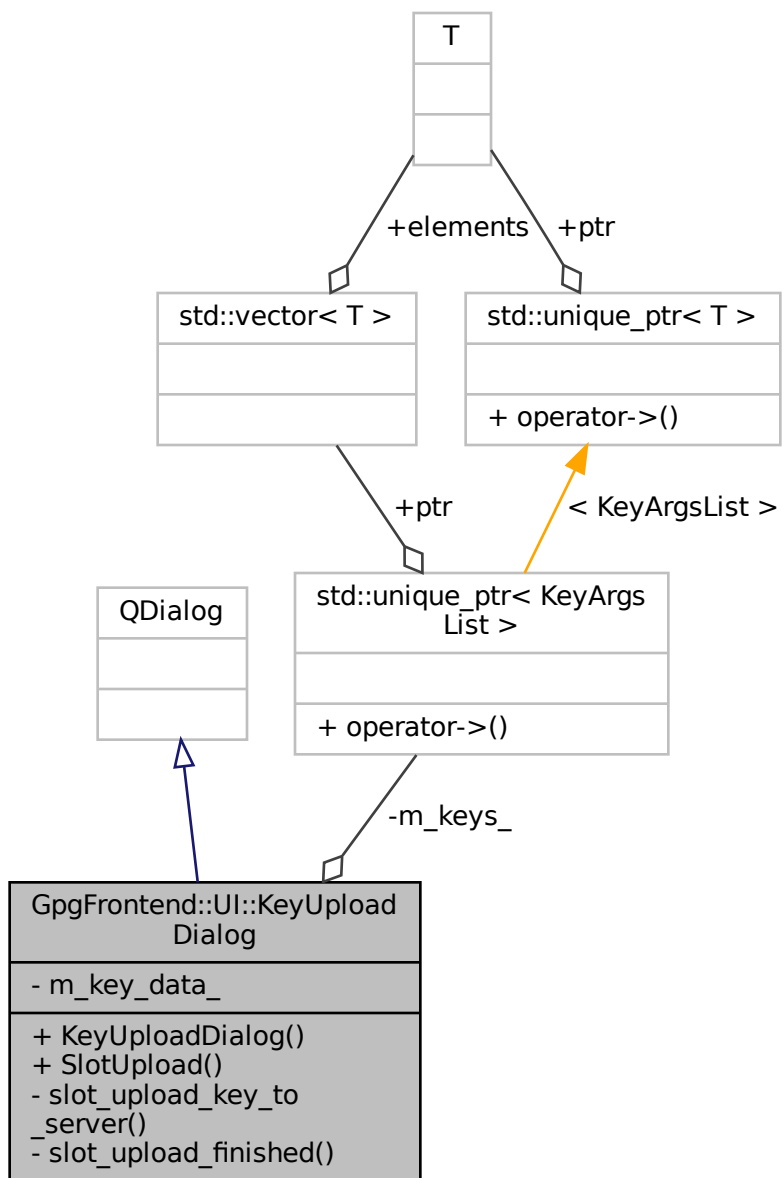 T
+elements
+ptr
std::vector< T >
std::unique_ptr< T >
+ operator->()
+ptr
< KeyArgsList >
QDialog
std::unique_ptr< KeyArgs
List >
+ operator->()
-m_keys_
GpgFrontend::UI::KeyUpload
Dialog
- m_key_data_
+ KeyUploadDialog()
+ SlotUpload()
- slot_upload_key_to
_server()
- slot_upload_finished()